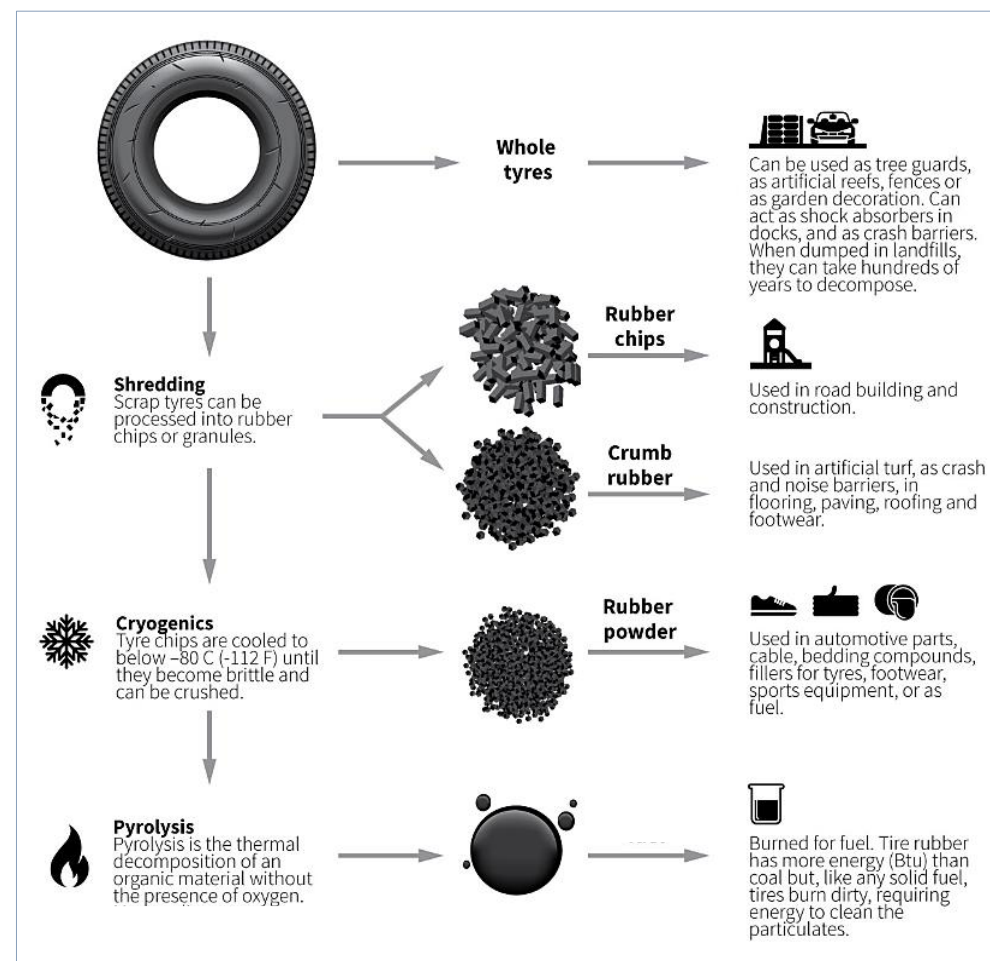 Whole
tyres
Can be used as tree guards,
as artificial reefs, fences or
as garden decoration. Can
act as shock absorbers in
docks, and as crash barriers.
When dumped in landfills,
they can take hundreds of
years to decompose.
Shredding
Scrap tyres can be
processed into rubber
chips or granules.
Rubber
chips
Used in road building and
construction.
Crumb
rubber
Used in artificial turf, as crash
and noise barriers, in
flooring, paving, roofing and
footwear.
Cryogenics
Tyre chips are cooled to
below –80 C (-112 F) until
they become brittle and
can be crushed.
Rubber
powder
Used in automotive parts,
cable, bedding compounds,
fillers for tyres, footwear,
sports equipment, or as
fuel.
Pyrolysis
Pyrolysis is the thermal
decomposition of an
organic material without
the presence of oxygen.
Burned for fuel. Tire rubber
has more energy (Btu) than
coal but, like any solid fuel,
tires burn dirty, requiring
energy to clean the
particulates.